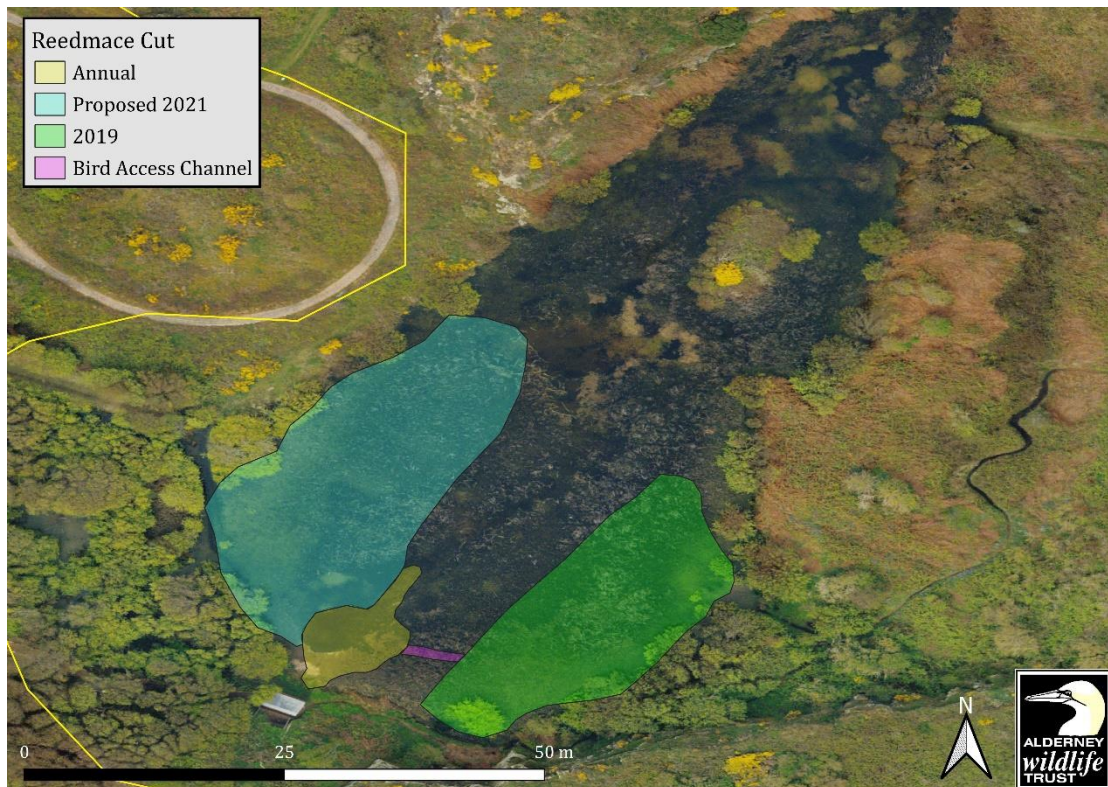 Reedmace Cut
Annual
Proposed 2021
2019
Bird Access Channel
0 25 50 m
N
ALDERNEY
wildlife
TRUST